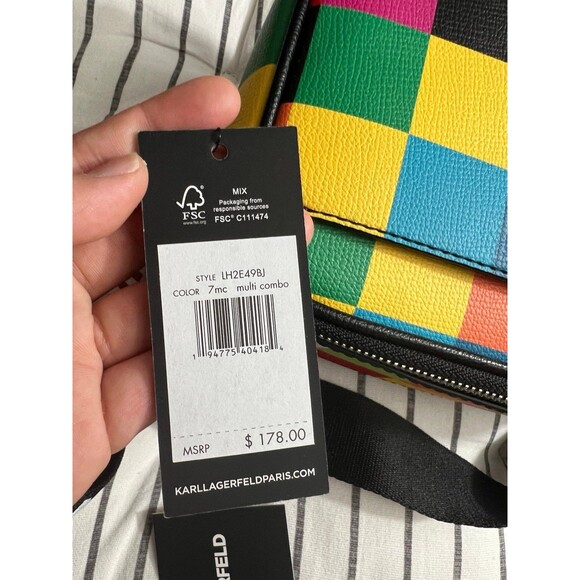 MIX
Packaging from
responsible sources
FSC® C111474
FSC
www.fsc.org
STYLE LH2E49BJ
COLOR 7mc multi combo
1 94775 40418 4
MSRP $ 178.00
KARLLAGERFELDPARIS.COM
RFELD